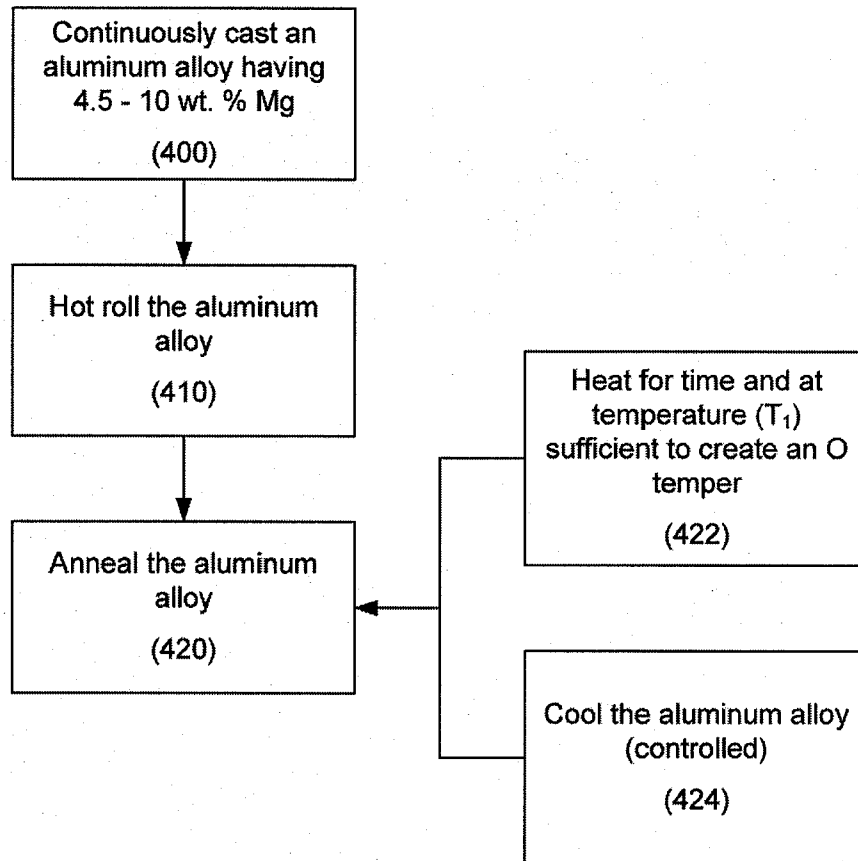 Continuously cast an
aluminum alloy having
4.5 - 10 wt. % Mg
(400)
Hot roll the aluminum
alloy
(410)
Anneal the aluminum
alloy
(420)
Heat for time and at
temperature (T₁)
sufficient to create an O
temper
(422)
Cool the aluminum alloy
(controlled)
(424)